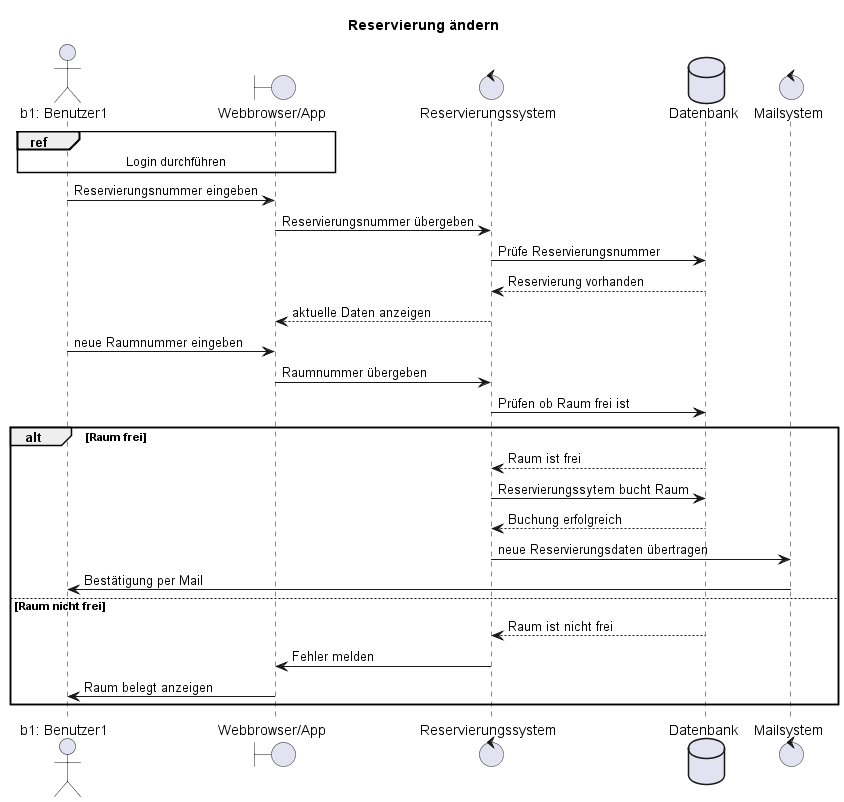 Reservierung ändern
b1: Benutzer1 Webbrowser/App Reservierungssystem Datenbank Mailsystem
ref
Login durchführen
Reservierungsnummer eingeben
Reservierungsnummer übergeben
Prüfe Reservierungsnummer
Reservierung vorhanden
aktuelle Daten anzeigen
neue Raumnummer eingeben
Raumnummer übergeben
Prüfen ob Raum frei ist
alt [Raum frei]
Raum ist frei
Reservierungssytem bucht Raum
Buchung erfolgreich
neue Reservierungsdaten übertragen
Bestätigung per Mail
[Raum nicht frei]
Raum ist nicht frei
Fehler melden
Raum belegt anzeigen
b1: Benutzer1 Webbrowser/App Reservierungssystem Datenbank Mailsystem